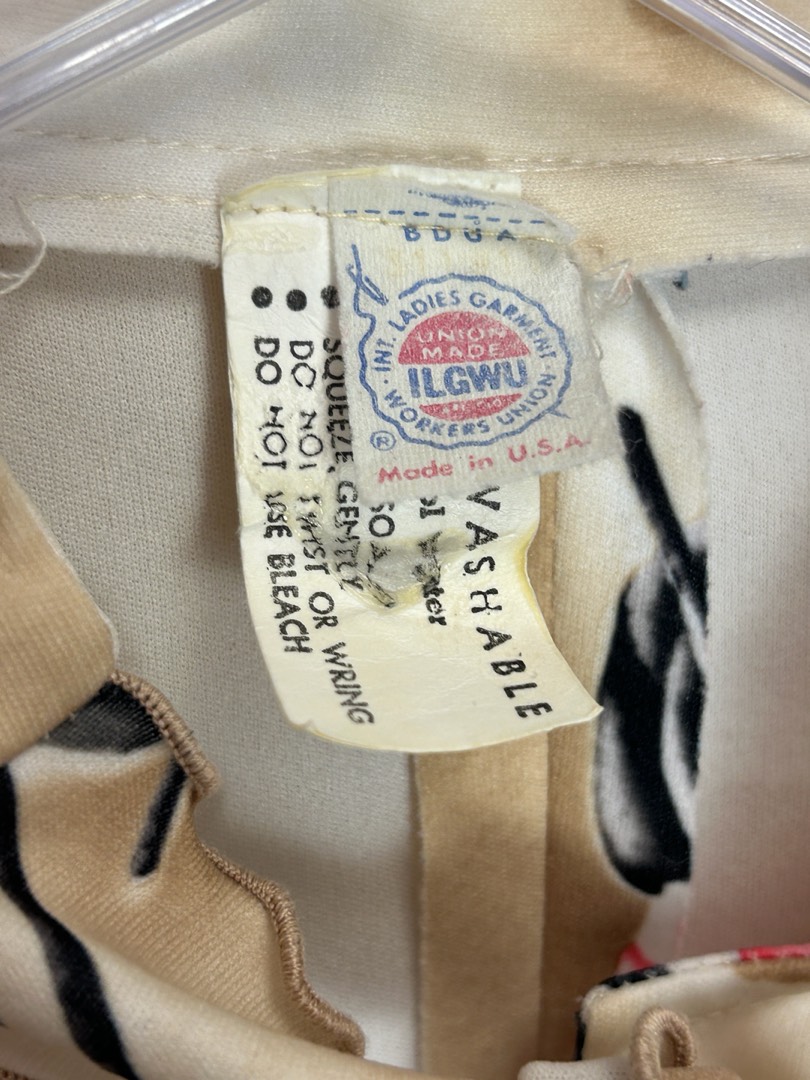 INT. LADIES GARMENT
UNION
MADE
ILGWU
WORKERS UNION
®
Made in U.S.A.
WASHABLE
Water
• SQUEEZE GENTLY
• DO NOT TWIST OR WRING
• DO NOT USE BLEACH